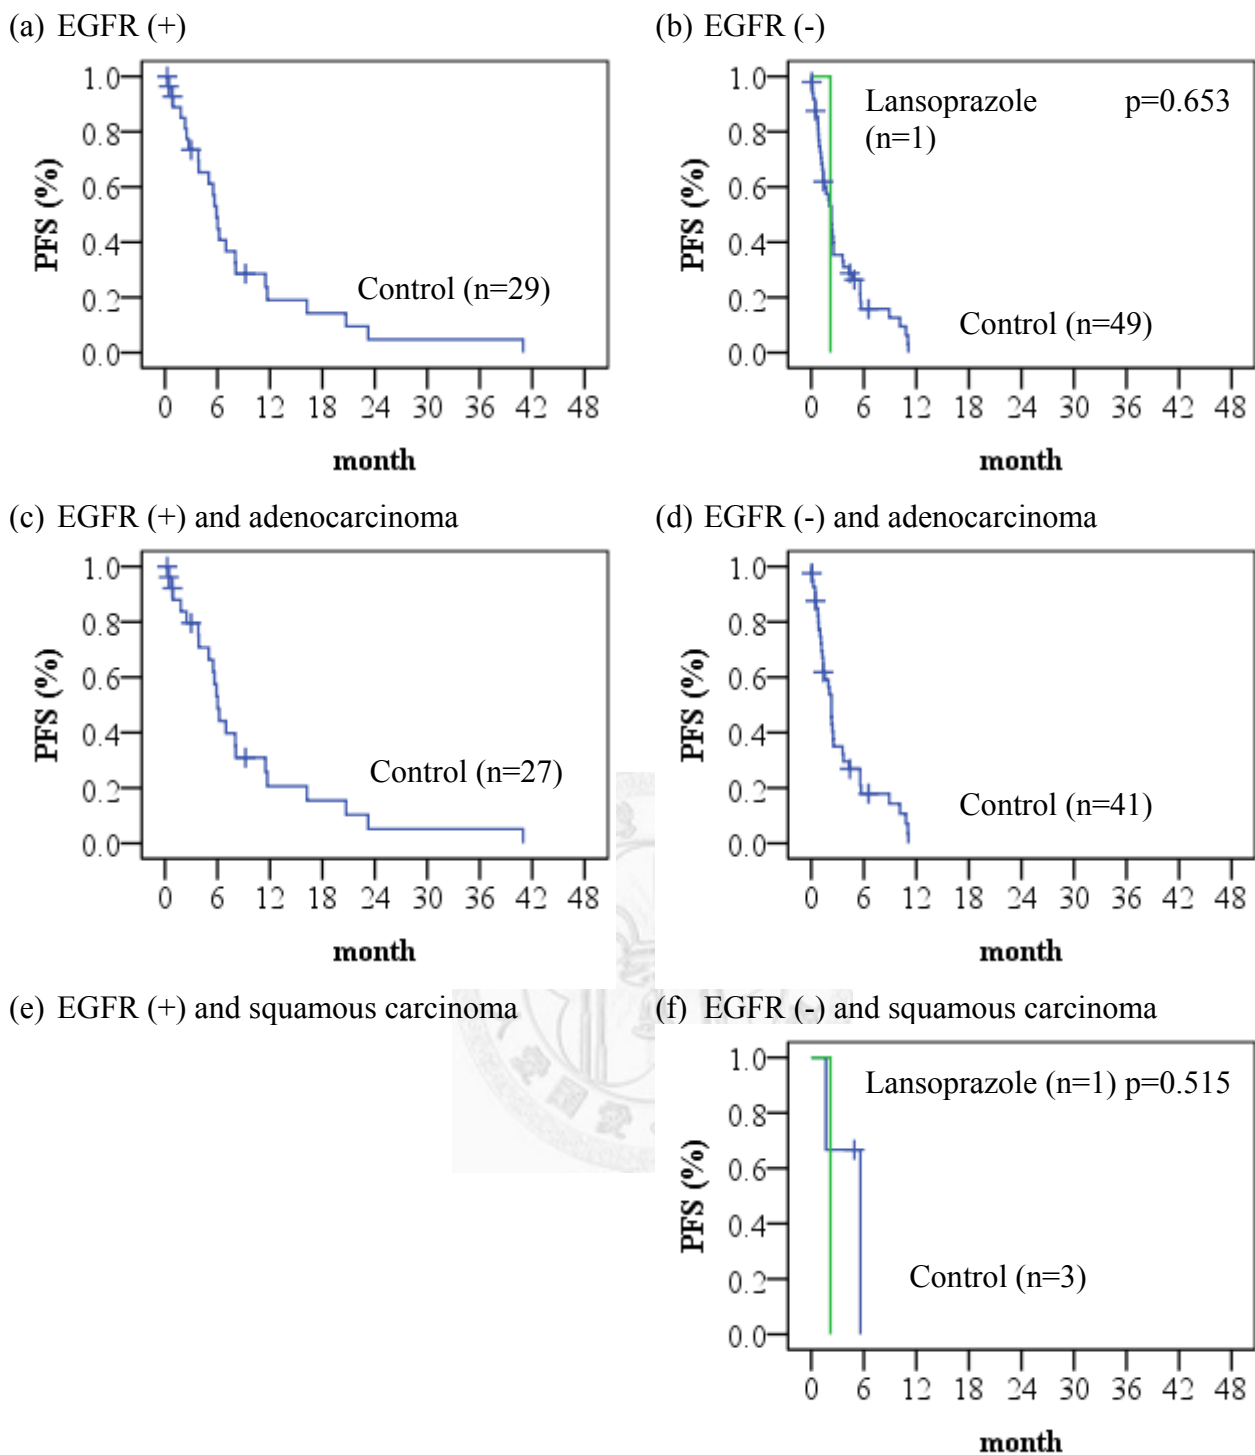 (a) EGFR (+)
1.0
0.8
0.6
0.4
0.2
0.0
PFS (%)
Control (n=29)
0 6 12 18 24 30 36 42 48
month
(b) EGFR (-)
1.0
0.8
0.6
0.4
0.2
0.0
PFS (%)
Lansoprazole p=0.653
(n=1)
Control (n=49)
0 6 12 18 24 30 36 42 48
month
(c) EGFR (+) and adenocarcinoma
1.0
0.8
0.6
0.4
0.2
0.0
PFS (%)
Control (n=27)
0 6 12 18 24 30 36 42 48
month
(d) EGFR (-) and adenocarcinoma
1.0
0.8
0.6
0.4
0.2
0.0
PFS (%)
Control (n=41)
0 6 12 18 24 30 36 42 48
month
(e) EGFR (+) and squamous carcinoma
(f) EGFR (-) and squamous carcinoma
1.0
0.8
0.6
0.4
0.2
0.0
PFS (%)
Lansoprazole (n=1) p=0.515
Control (n=3)
0 6 12 18 24 30 36 42 48
month